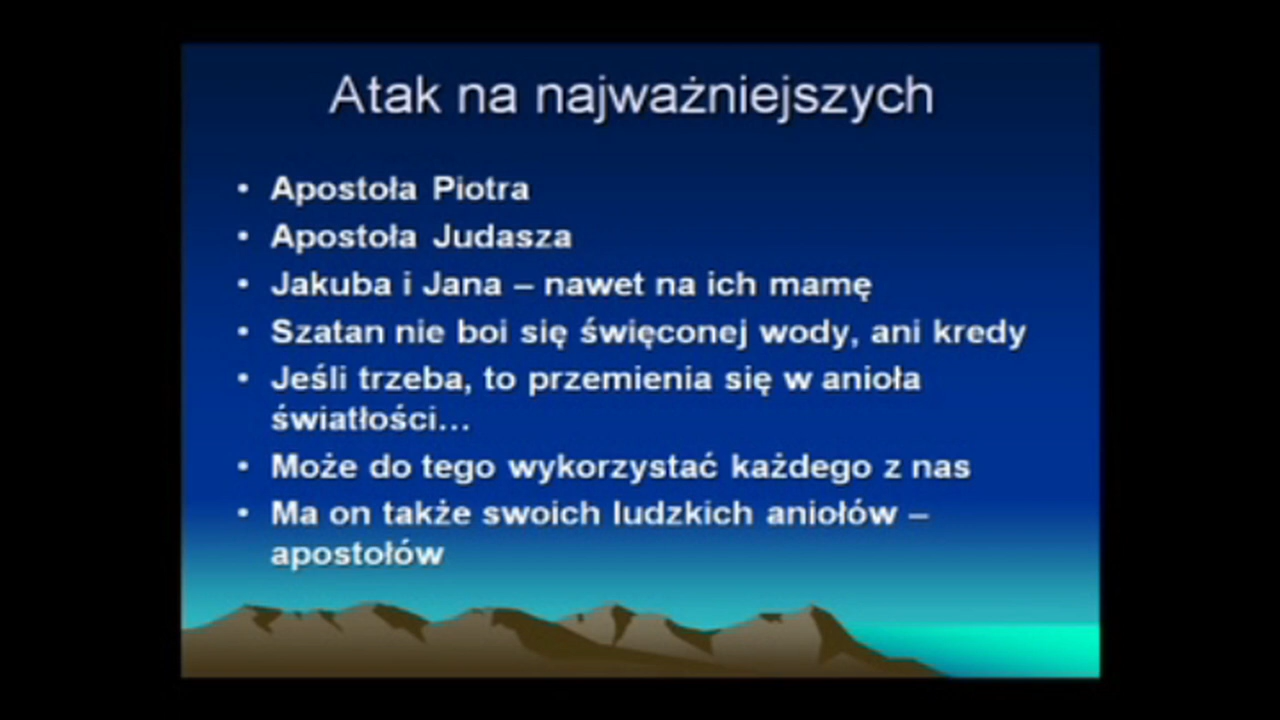 Atak na najważniejszych
• Apostoła Piotra
• Apostoła Judasza
• Jakuba i Jana – nawet na ich mamę
• Szatan nie boi się święconej wody, ani kredy
• Jeśli trzeba, to przemienia się w anioła
światłości...
• Może do tego wykorzystać każdego z nas
• Ma on także swoich ludzkich aniołów –
apostołów